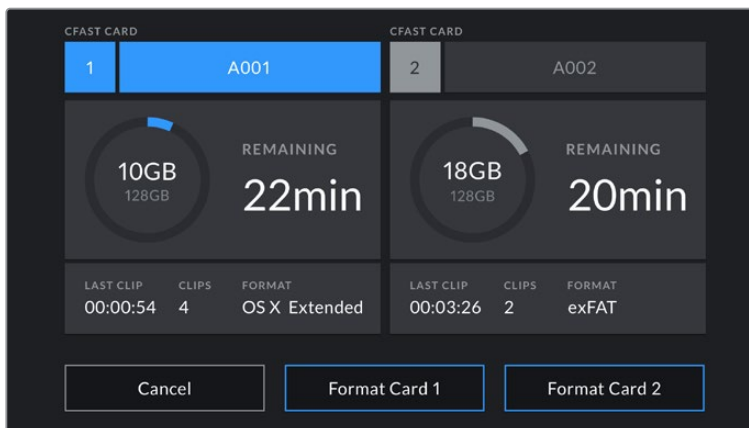 CFAST CARD
1 A001
10GB
128GB
REMAINING
22min
LAST CLIP CLIPS FORMAT
00:00:54 4 OS X Extended
CFAST CARD
2 A002
18GB
128GB
REMAINING
20min
LAST CLIP CLIPS FORMAT
00:03:26 2 exFAT
Cancel Format Card 1 Format Card 2